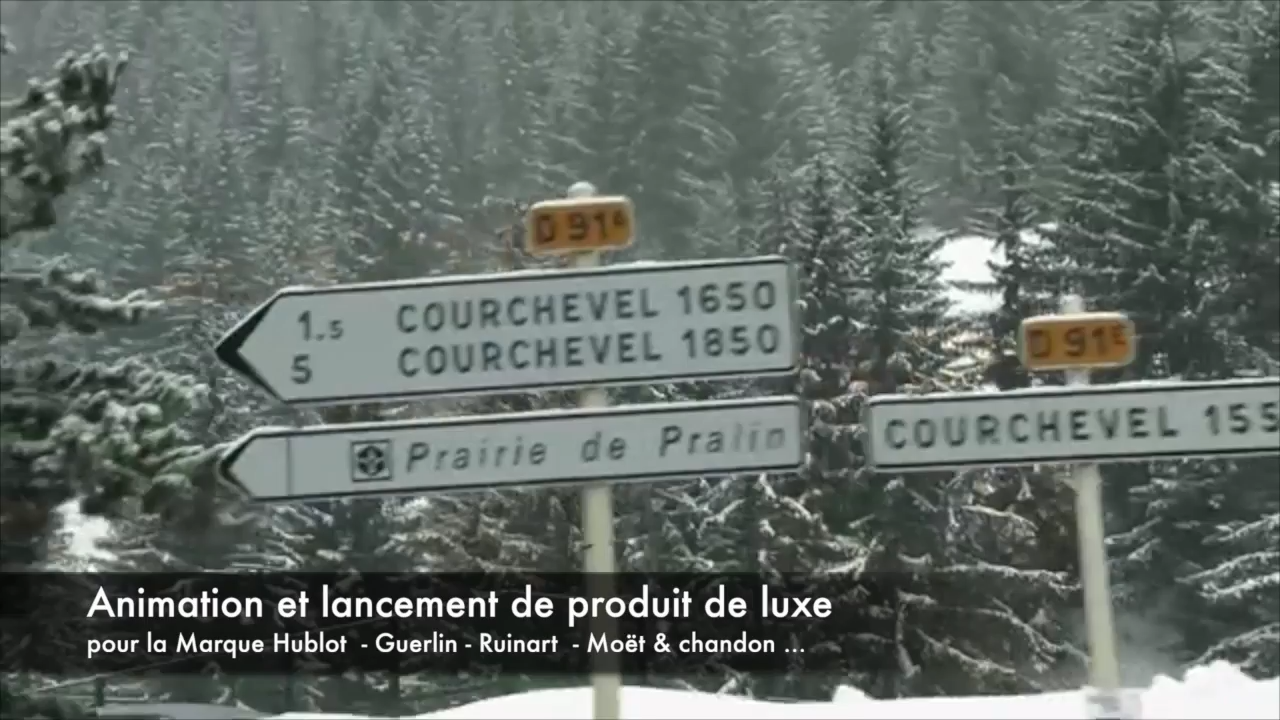 D 91A
1.5 COURCHEVEL 1650
5 COURCHEVEL 1850
Prairie de Pralin
D 91E
COURCHEVEL 155
Animation et lancement de produit de luxe
pour la Marque Hublot - Guerlin - Ruinart - Moët & chandon ...